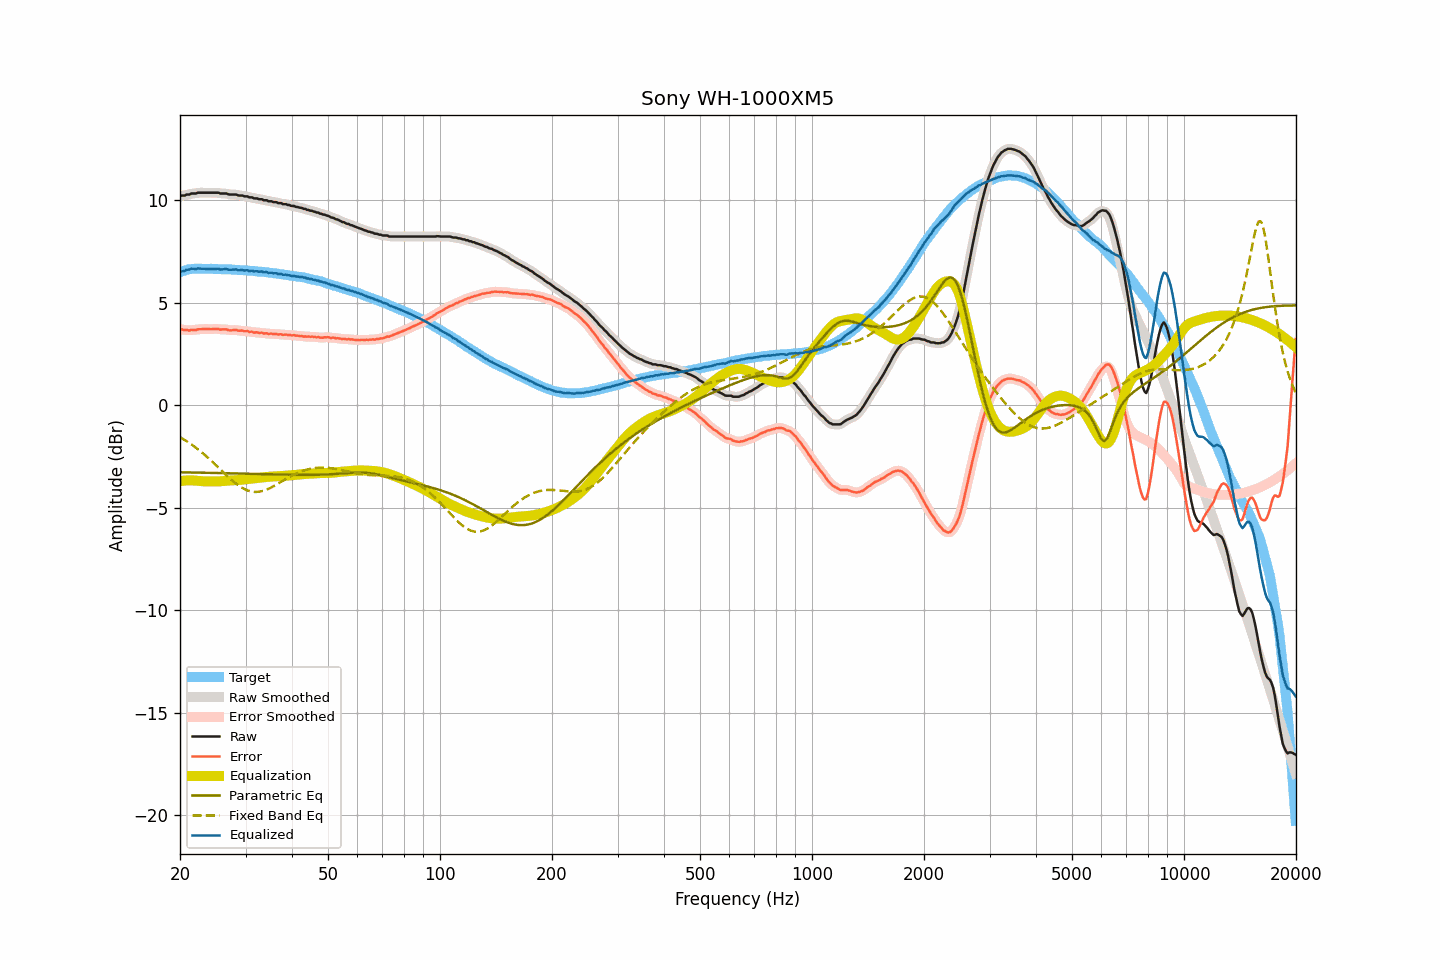 Sony WH-1000XM5
Amplitude (dBr)
10
5
0
−5
−10
−15
−20
Target
Raw Smoothed
Error Smoothed
Raw
Error
Equalization
Parametric Eq
Fixed Band Eq
Equalized
20 50 100 200 500 1000 2000 5000 10000 20000
Frequency (Hz)